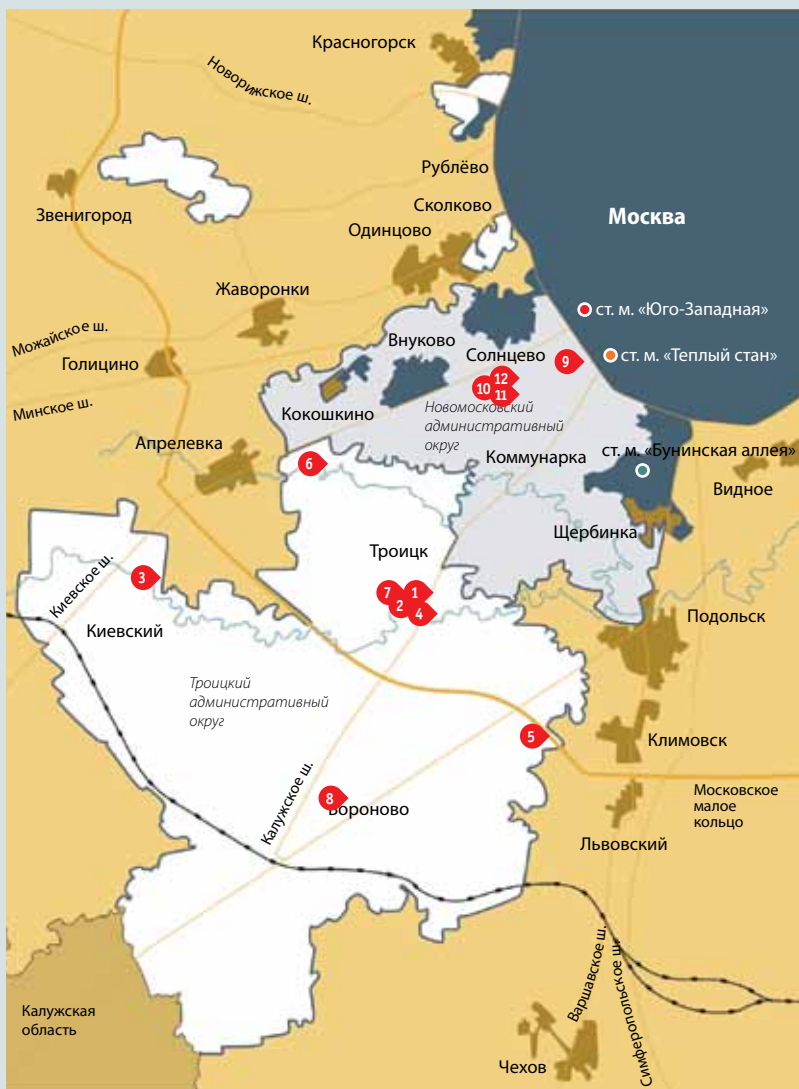 Красногорск
Новорижское ш.
Рублёво
Звенигород
Сколково
Москва
Одинцово
Жаворонки
ст. м. «Юго-Западная»
Можайское ш.
Внуково
Солнцево
9
ст. м. «Теплый стан»
Голицино
12
10
11
Минское ш.
Кокошкино
Новомосковский
административный
округ
Апрелевка
6
Коммунарка
ст. м. «Бунинская аллея»
Видное
Щербинка
Троицк
Киевское ш.
3
7
1
2
4
Подольск
Киевский
Троицкий
административный
округ
5
Климовск
Калужское ш.
8
Вороново
Московское
малое
кольцо
Львовский
Варшавское ш.
Симферопольское ш.
Калужская
область
Чехов